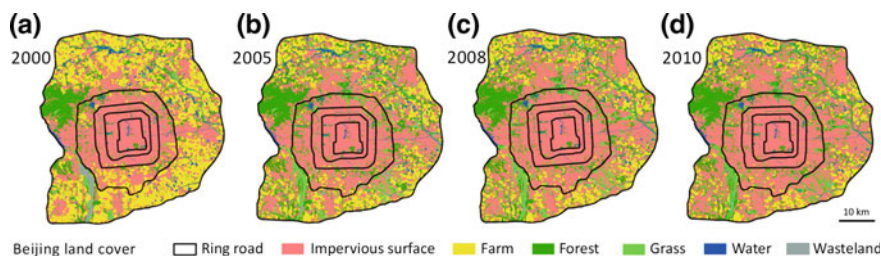 (a) (b) (c) (d)
2000 2005 2008 2010
10 km
Beijing land cover Ring road Impervious surface Farm Forest Grass Water Wasteland